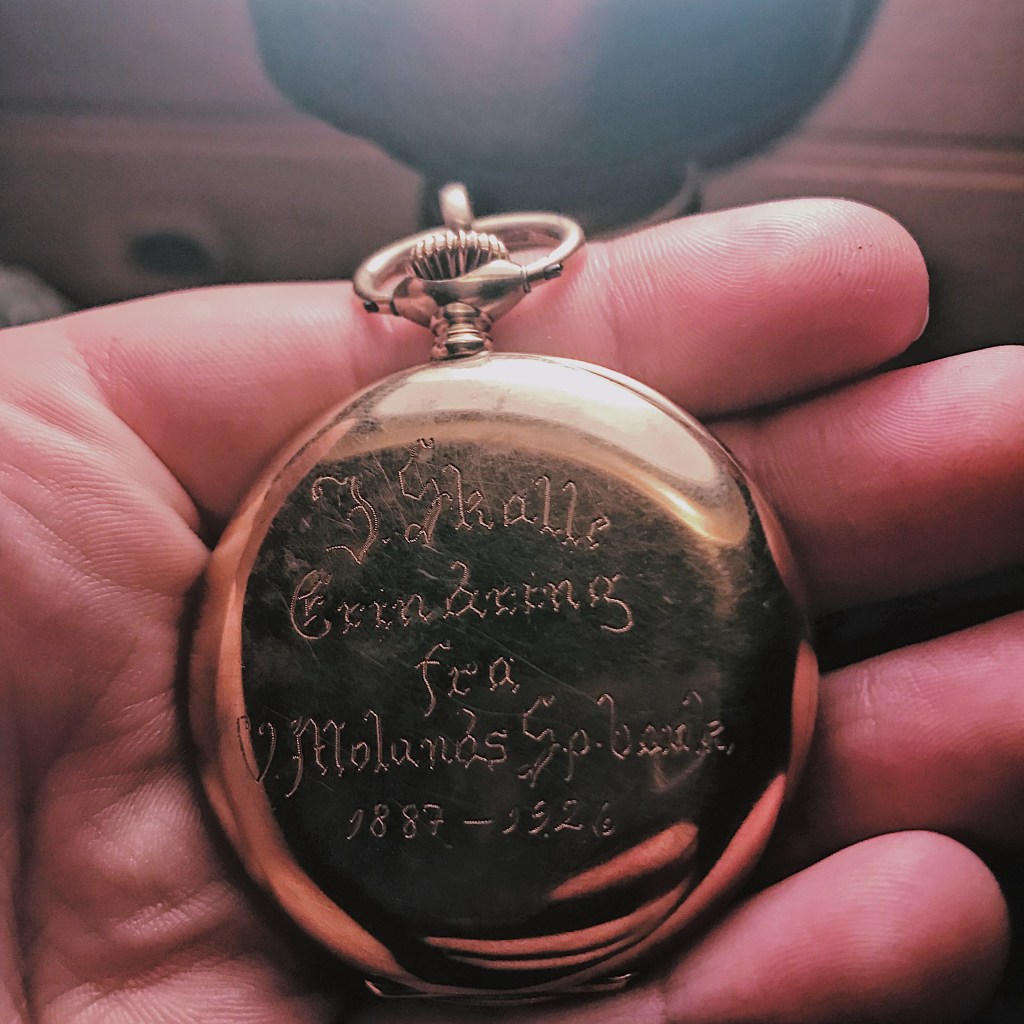 J. Skalle
Erindring
fra
V. Molands Sp. bank,
1887 – 1926